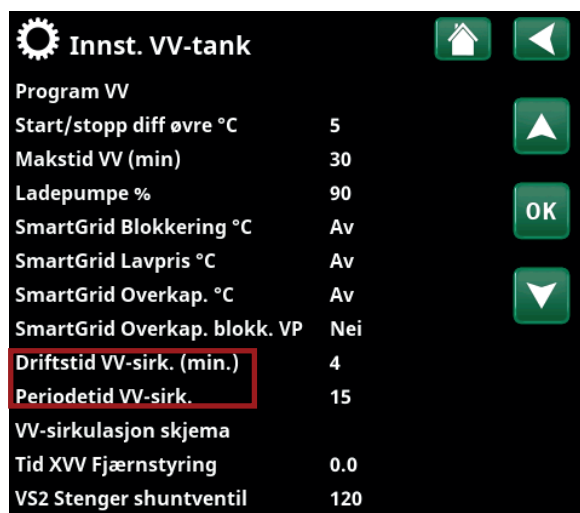 Innst. VV-tank
Program VV
Start/stopp diff øvre °C 5
Makstid VV (min) 30
Ladepumpe % 90
SmartGrid Blokkering °C Av
SmartGrid Lavpris °C Av
SmartGrid Overkap. °C Av
SmartGrid Overkap. blokk. VP Nei
Driftstid VV-sirk. (min.) 4
Periodetid VV-sirk. 15
VV-sirkulasjon skjema
Tid XVV Fjærnstyring 0.0
VS2 Stenger shuntventil 120
OK